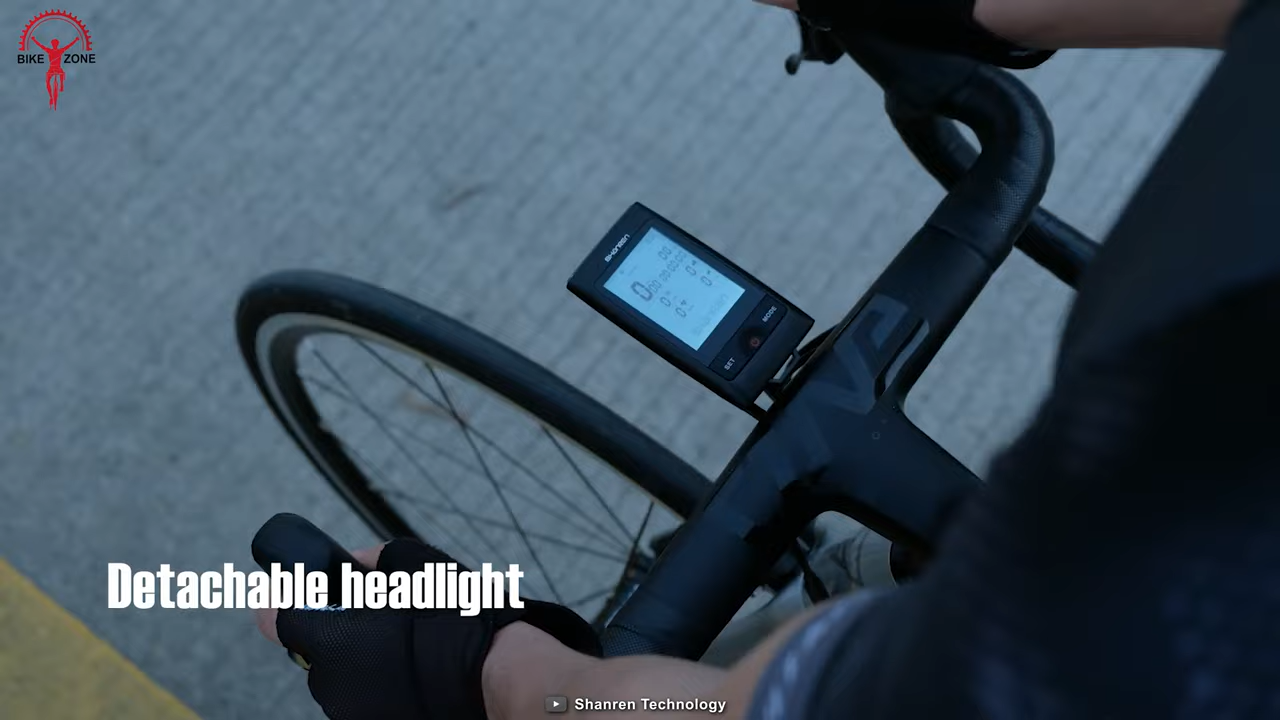 BIKE ZONE
SHANREN
SET
MODE
Detachable headlight
Shanren Technology